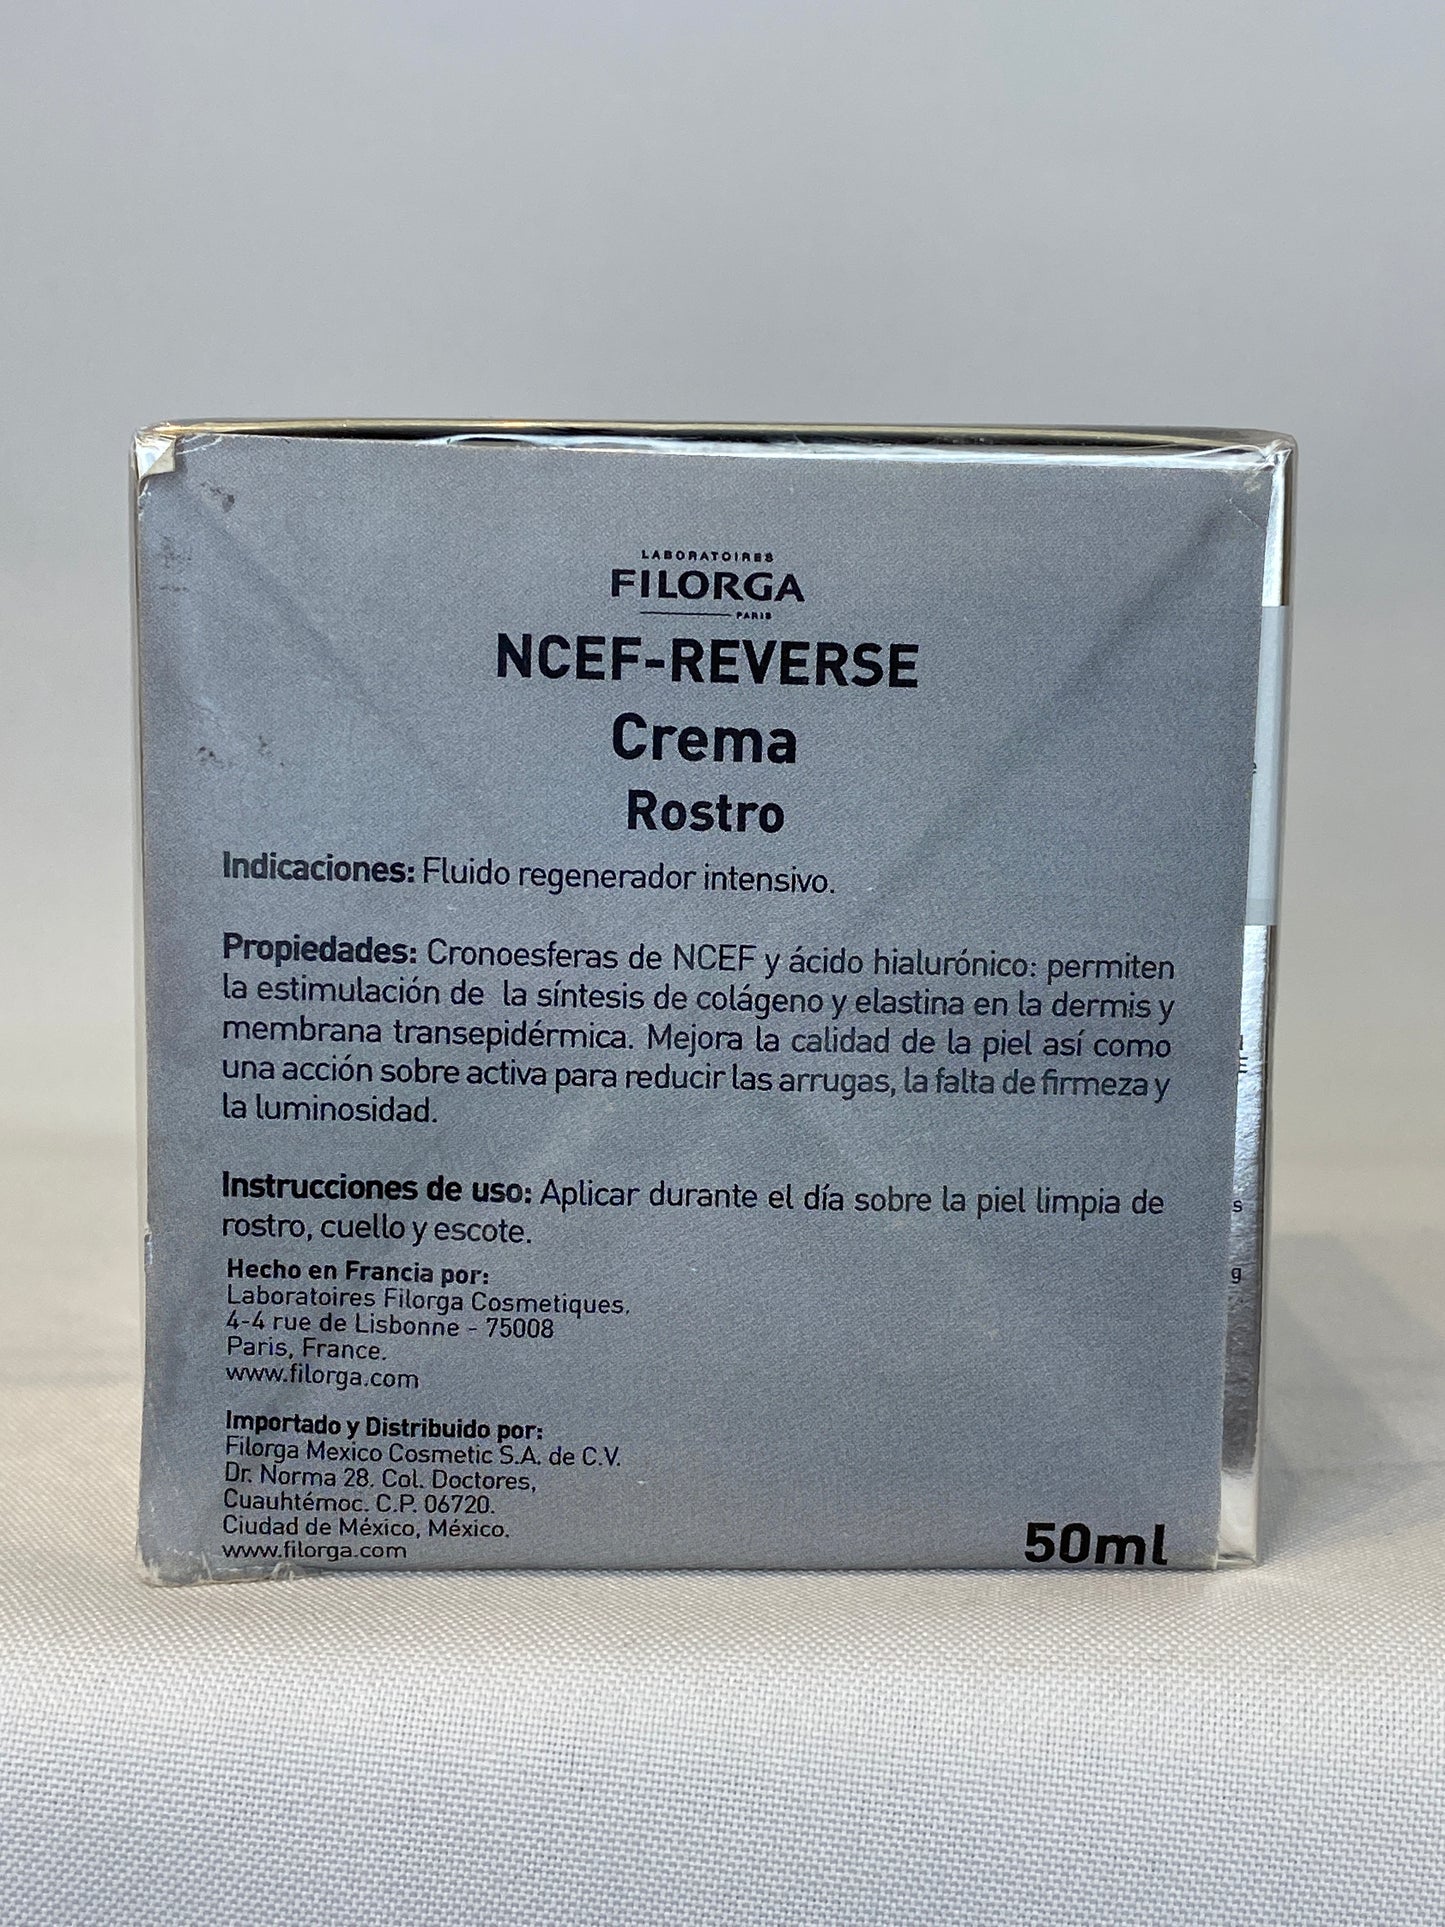 LABORATOIRES
FILORGA
PARIS
NCEF-REVERSE
Crema
Rostro
Indicaciones: Fluido regenerador intensivo.
Propiedades: Cronoesferas de NCEF y ácido hialurónico: permiten
la estimulación de la síntesis de colágeno y elastina en la dermis y
membrana transepidérmica. Mejora la calidad de la piel así como
una acción sobre activa para reducir las arrugas, la falta de firmeza y
la luminosidad.
Instrucciones de uso: Aplicar durante el día sobre la piel limpia de
rostro, cuello y escote.
Hecho en Francia por:
Laboratoires Filorga Cosmetiques,
4-4 rue de Lisbonne - 75008
Paris, France.
www.filorga.com
Importado y Distribuido por:
Filorga Mexico Cosmetic S.A. de C.V.
Dr. Norma 28. Col. Doctores,
Cuauhtémoc. C.P. 06720.
Ciudad de México, México.
www.filorga.com
50ml